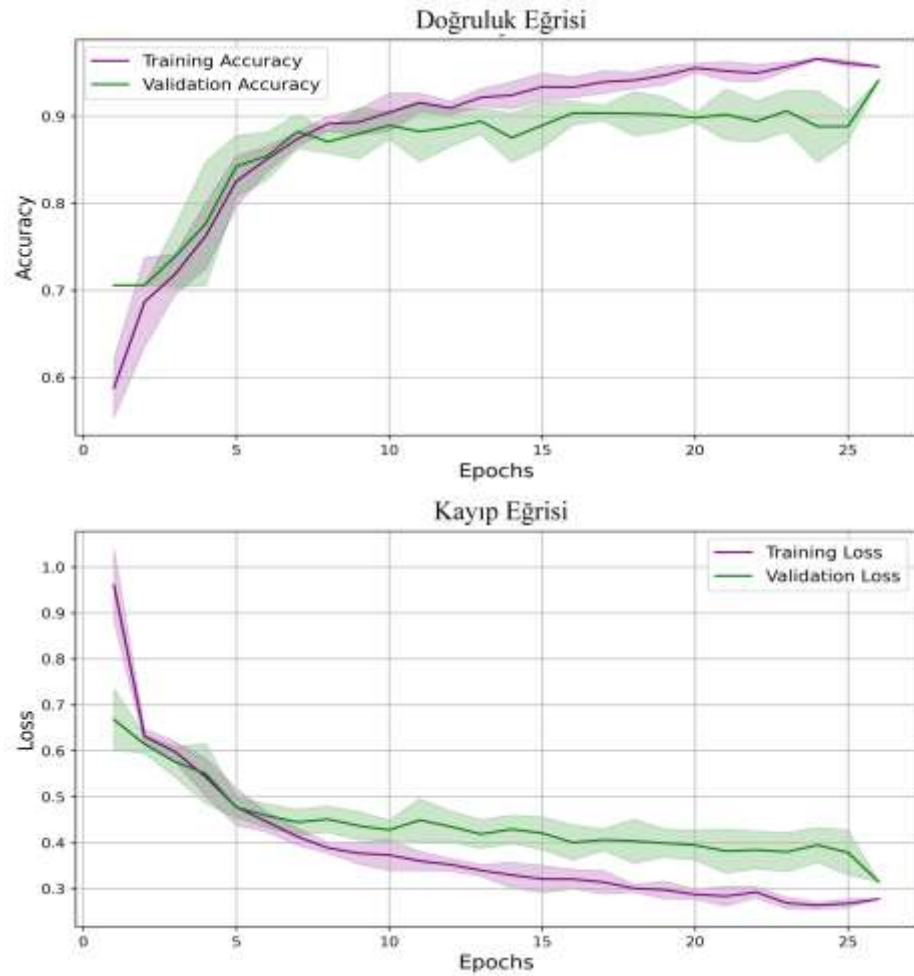 Doğruluk Eğrisi
Training Accuracy
Validation Accuracy
0.9
0.8
0.7
0.6
Accuracy
0
5
10
15
20
25
Epochs
Kayıp Eğrisi
Training Loss
Validation Loss
1.0
0.9
0.8
0.7
0.6
0.5
0.4
0.3
Loss
0
5
10
15
20
25
Epochs